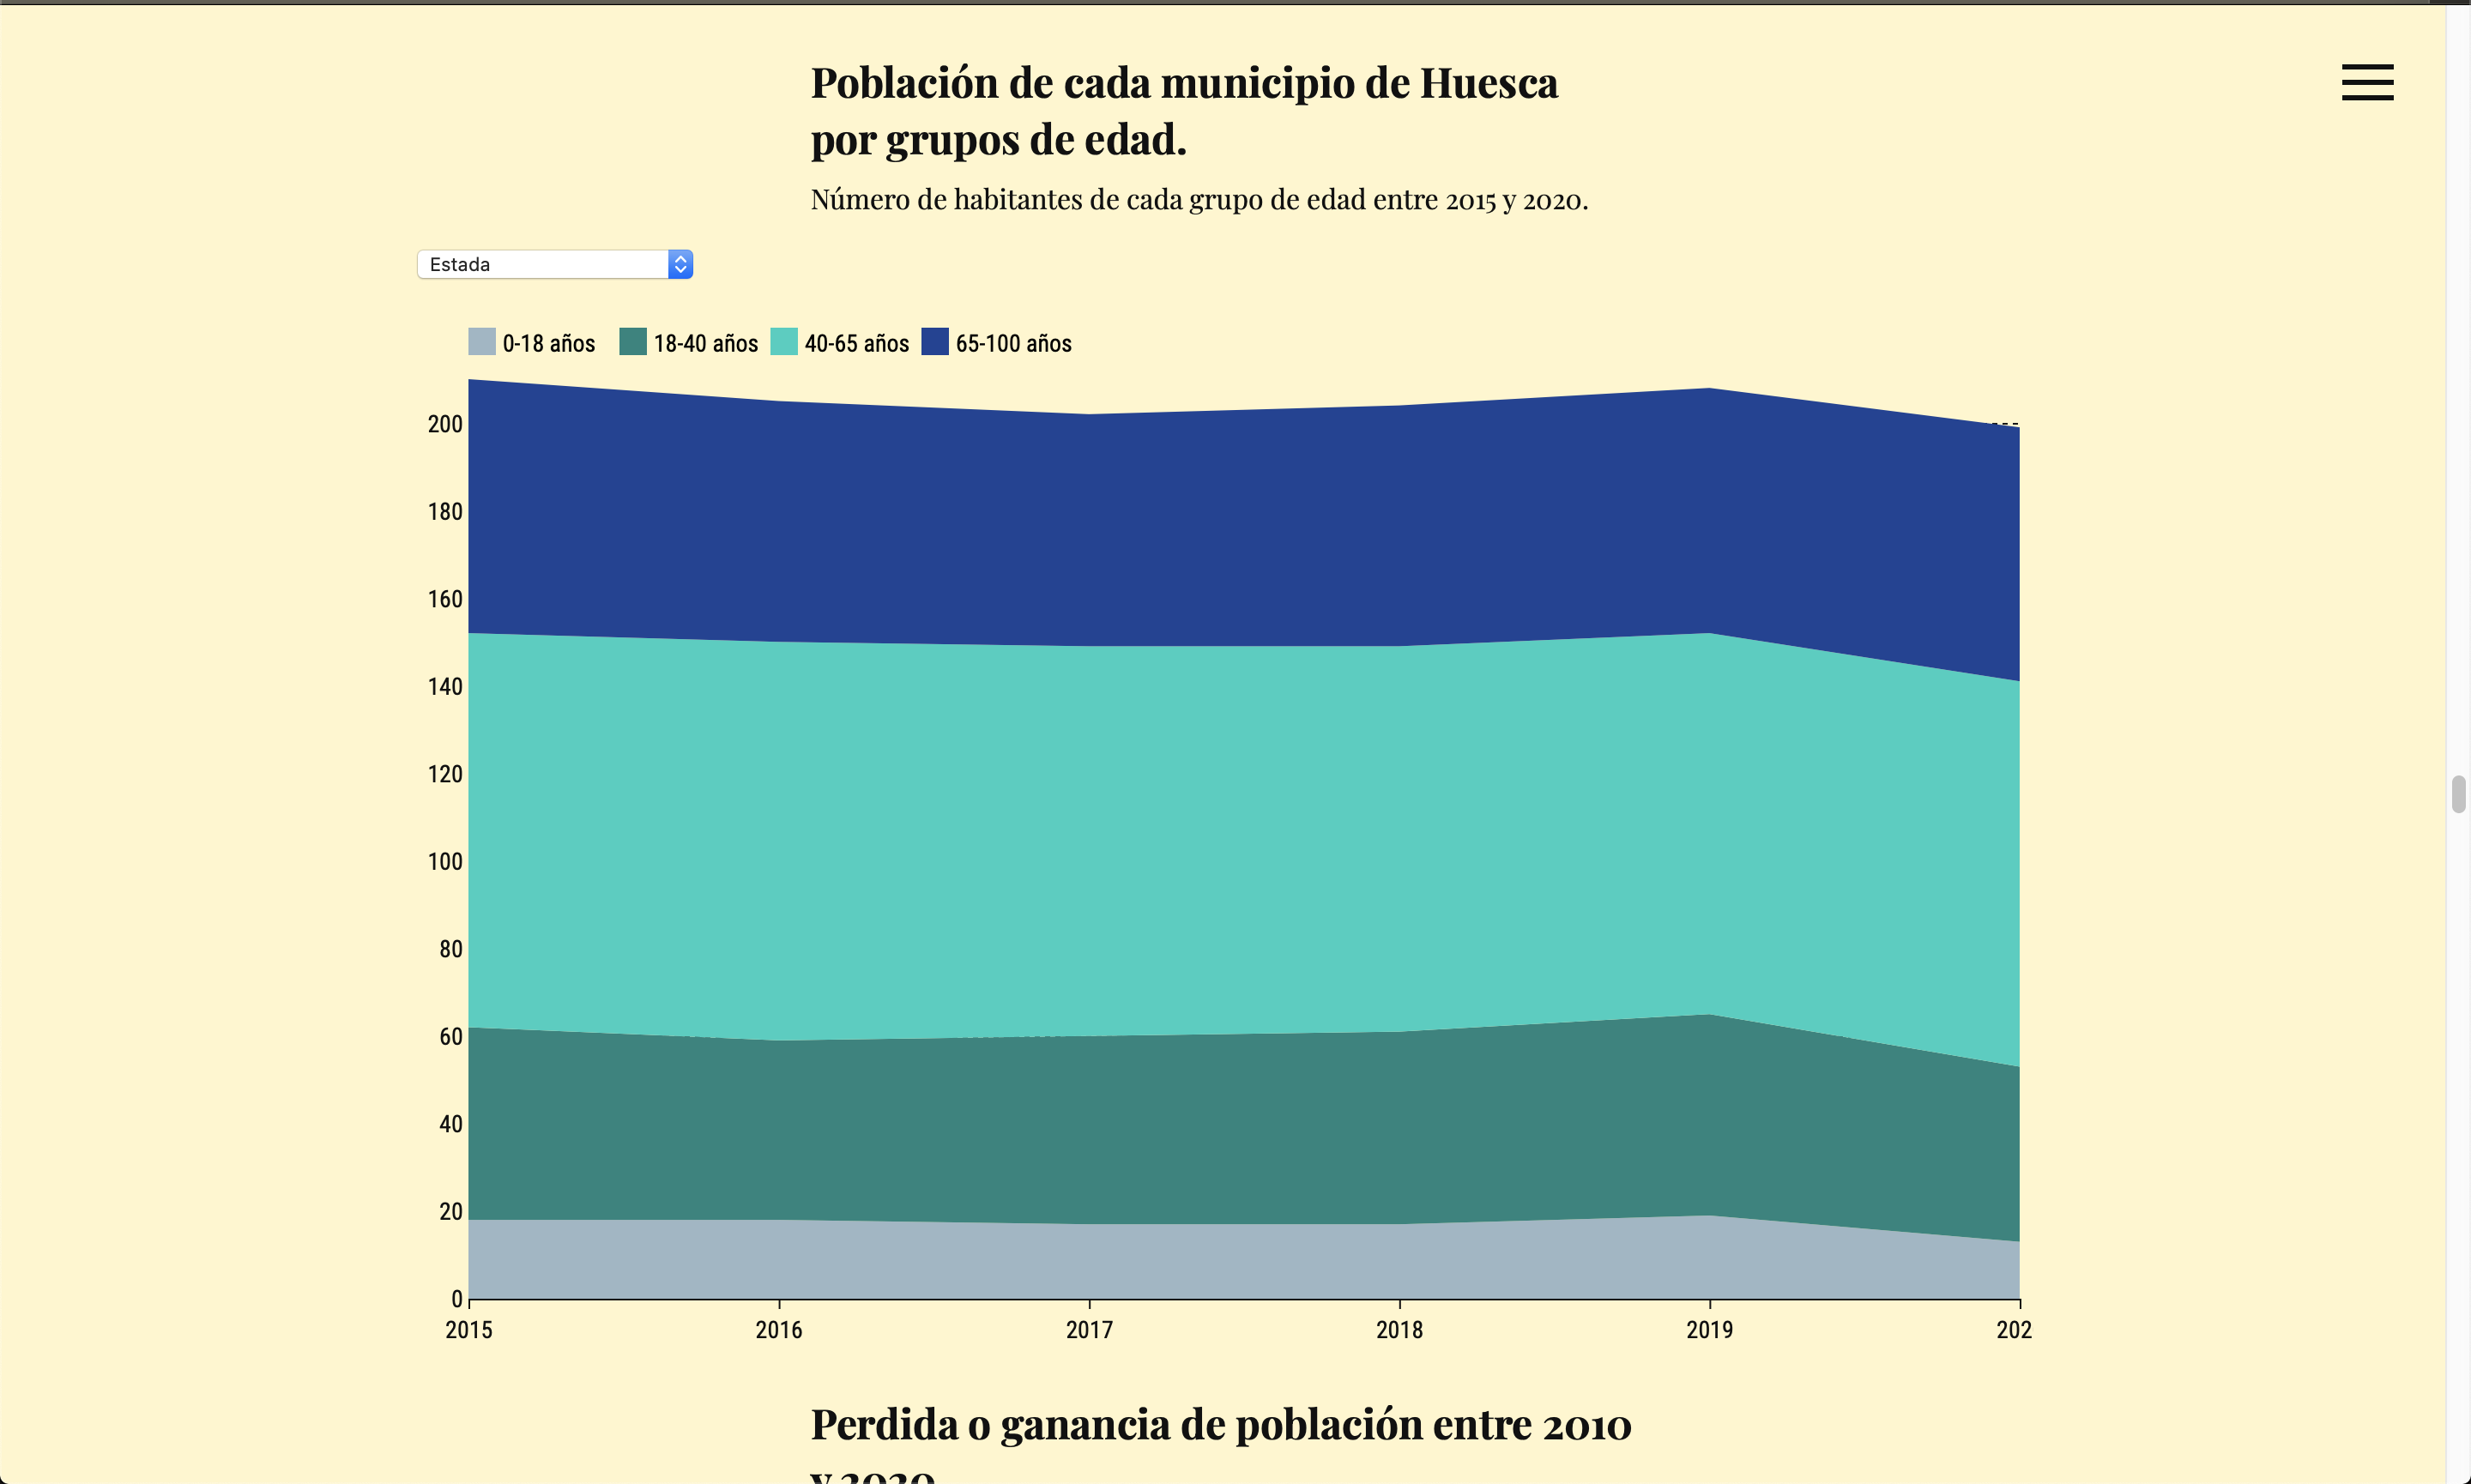 Población de cada municipio de Huesca
por grupos de edad.
Número de habitantes de cada grupo de edad entre 2015 y 2020.
Estada
0-18 años 18-40 años 40-65 años 65-100 años
200
180
160
140
120
100
80
60
40
20
0
2015 2016 2017 2018 2019 202
Perdida o ganancia de población entre 2010
y 2020